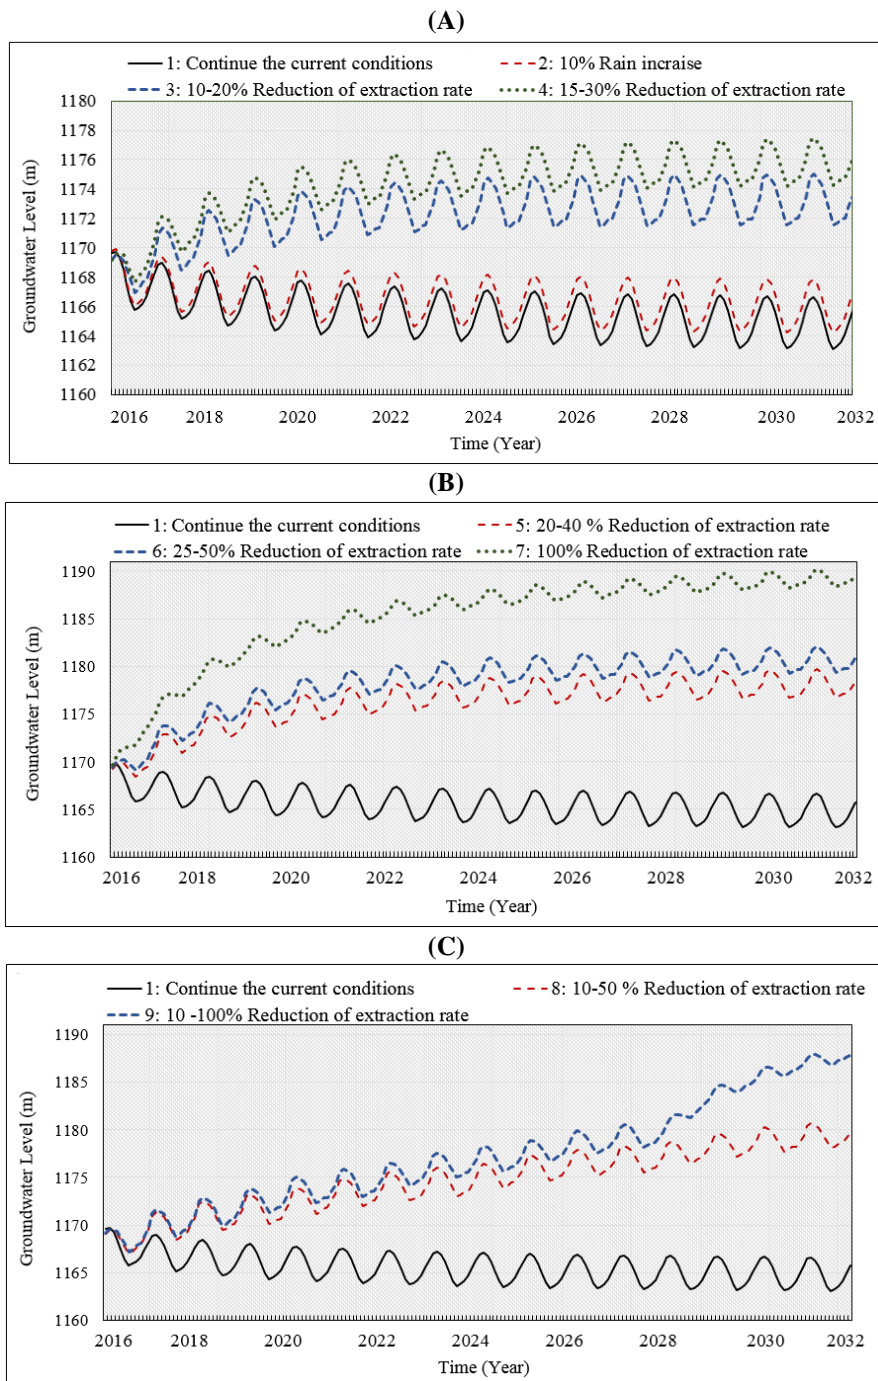 (A)
1: Continue the current conditions
2: 10% Rain incraise
3: 10-20% Reduction of extraction rate
4: 15-30% Reduction of extraction rate
1180
1178
1176
1174
1172
1170
1168
1166
1164
1162
1160
Groundwater Level (m)
2016 2018 2020 2022 2024 2026 2028 2030 2032
Time (Year)
(B)
1: Continue the current conditions
5: 20-40 % Reduction of extraction rate
6: 25-50% Reduction of extraction rate
7: 100% Reduction of extraction rate
1190
1185
1180
1175
1170
1165
1160
Groundwater Level (m)
2016 2018 2020 2022 2024 2026 2028 2030 2032
Time (Year)
(C)
1: Continue the current conditions
8: 10-50 % Reduction of extraction rate
9: 10 -100% Reduction of extraction rate
1190
1185
1180
1175
1170
1165
1160
Groundwater Level (m)
2016 2018 2020 2022 2024 2026 2028 2030 2032
Time (Year)